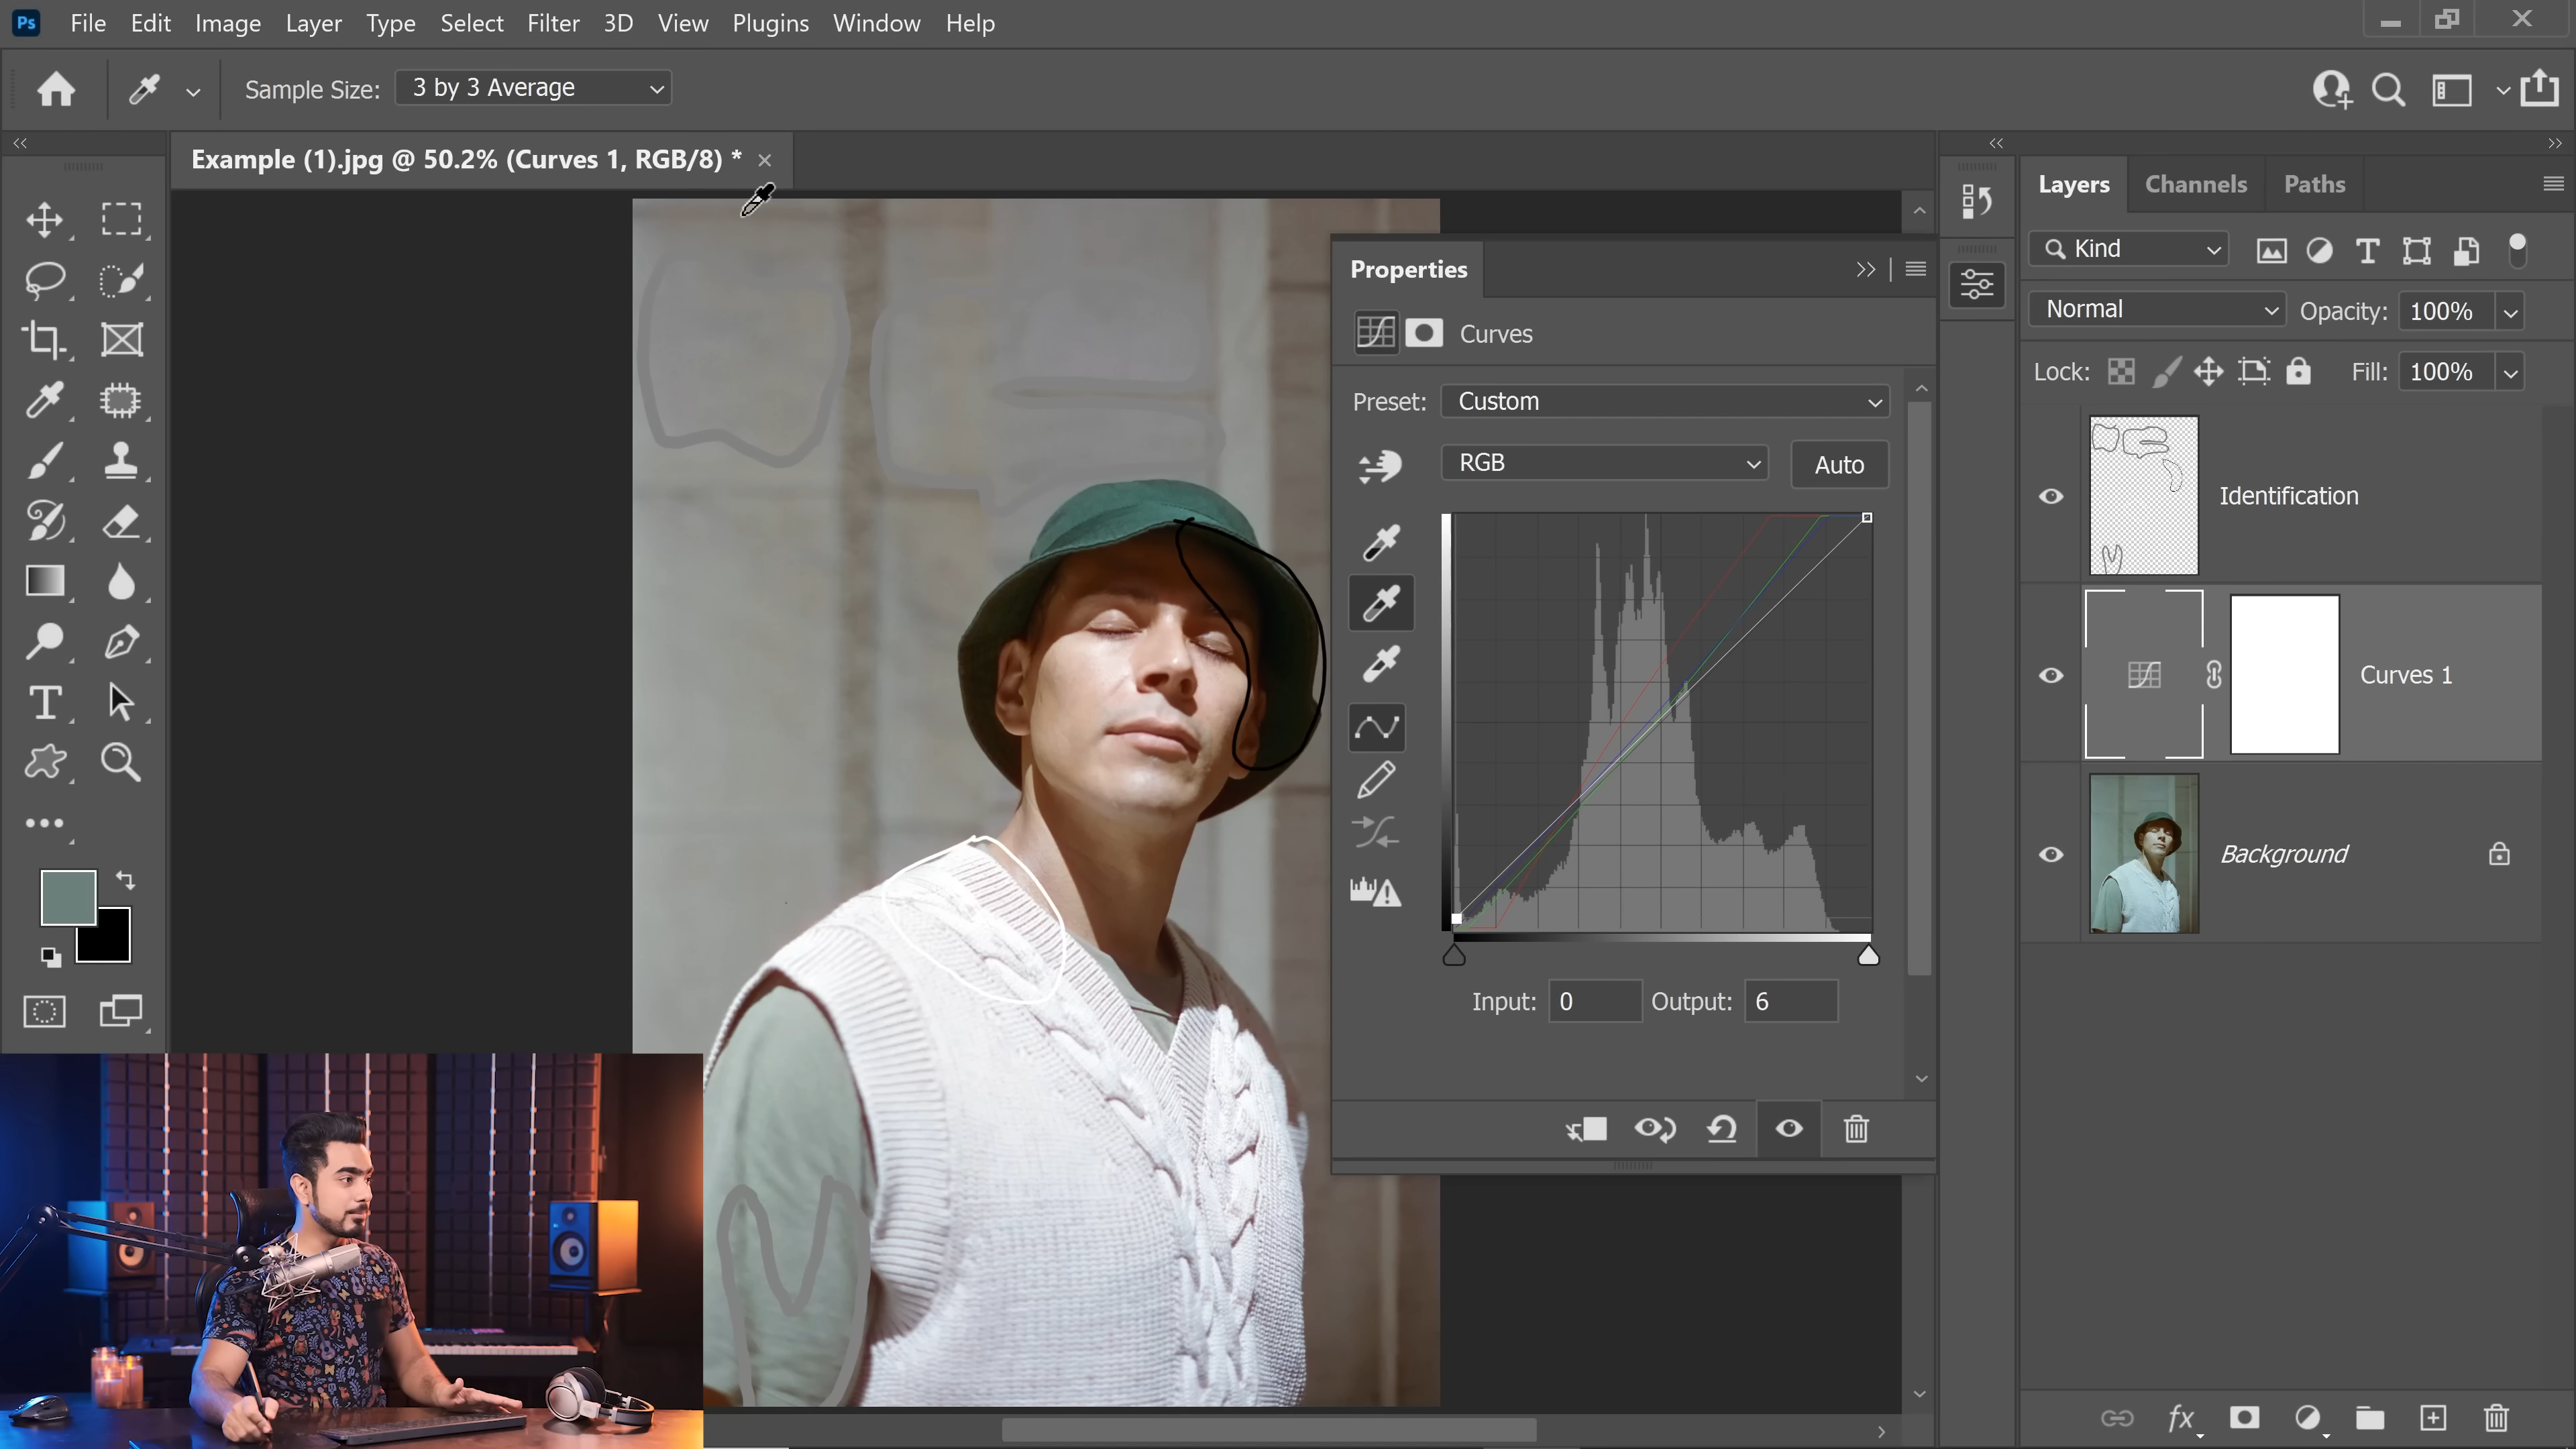 Ps File Edit Image Layer Type Select Filter 3D View Plugins Window Help
Sample Size: 3 by 3 Average
Example (1).jpg @ 50.2% (Curves 1, RGB/8) * ×
Properties
Curves
Preset: Custom
RGB Auto
Input: 0 Output: 6
Layers Channels Paths
Kind
Normal Opacity: 100%
Lock: Fill: 100%
Identification
Curves 1
Background
fx